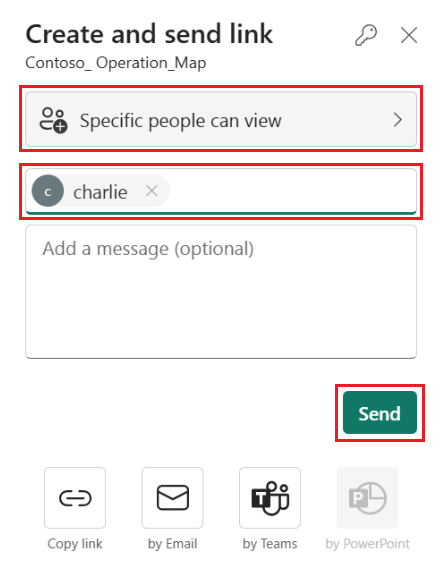 Create and send link
Contoso_ Operation_Map
Specific people can view
c charlie
Add a message (optional)
Send
Copy link by Email by Teams by PowerPoint